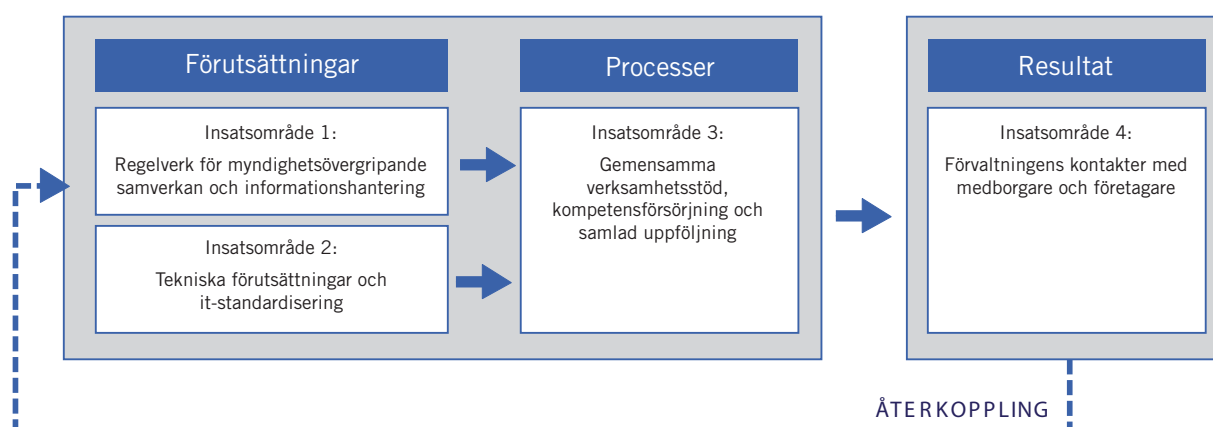 Förutsättningar
Insatsområde 1:
Regelverk för myndighetsövergripande
samverkan och informationshantering
Insatsområde 2:
Tekniska förutsättningar och
it-standardisering
Processer
Insatsområde 3:
Gemensamma
verksamhetsstöd,
kompetensförsörjning och
samlad uppföljning
Resultat
Insatsområde 4:
Förvaltningens kontakter med
medborgare och företagare
ÅTERKOPPLING